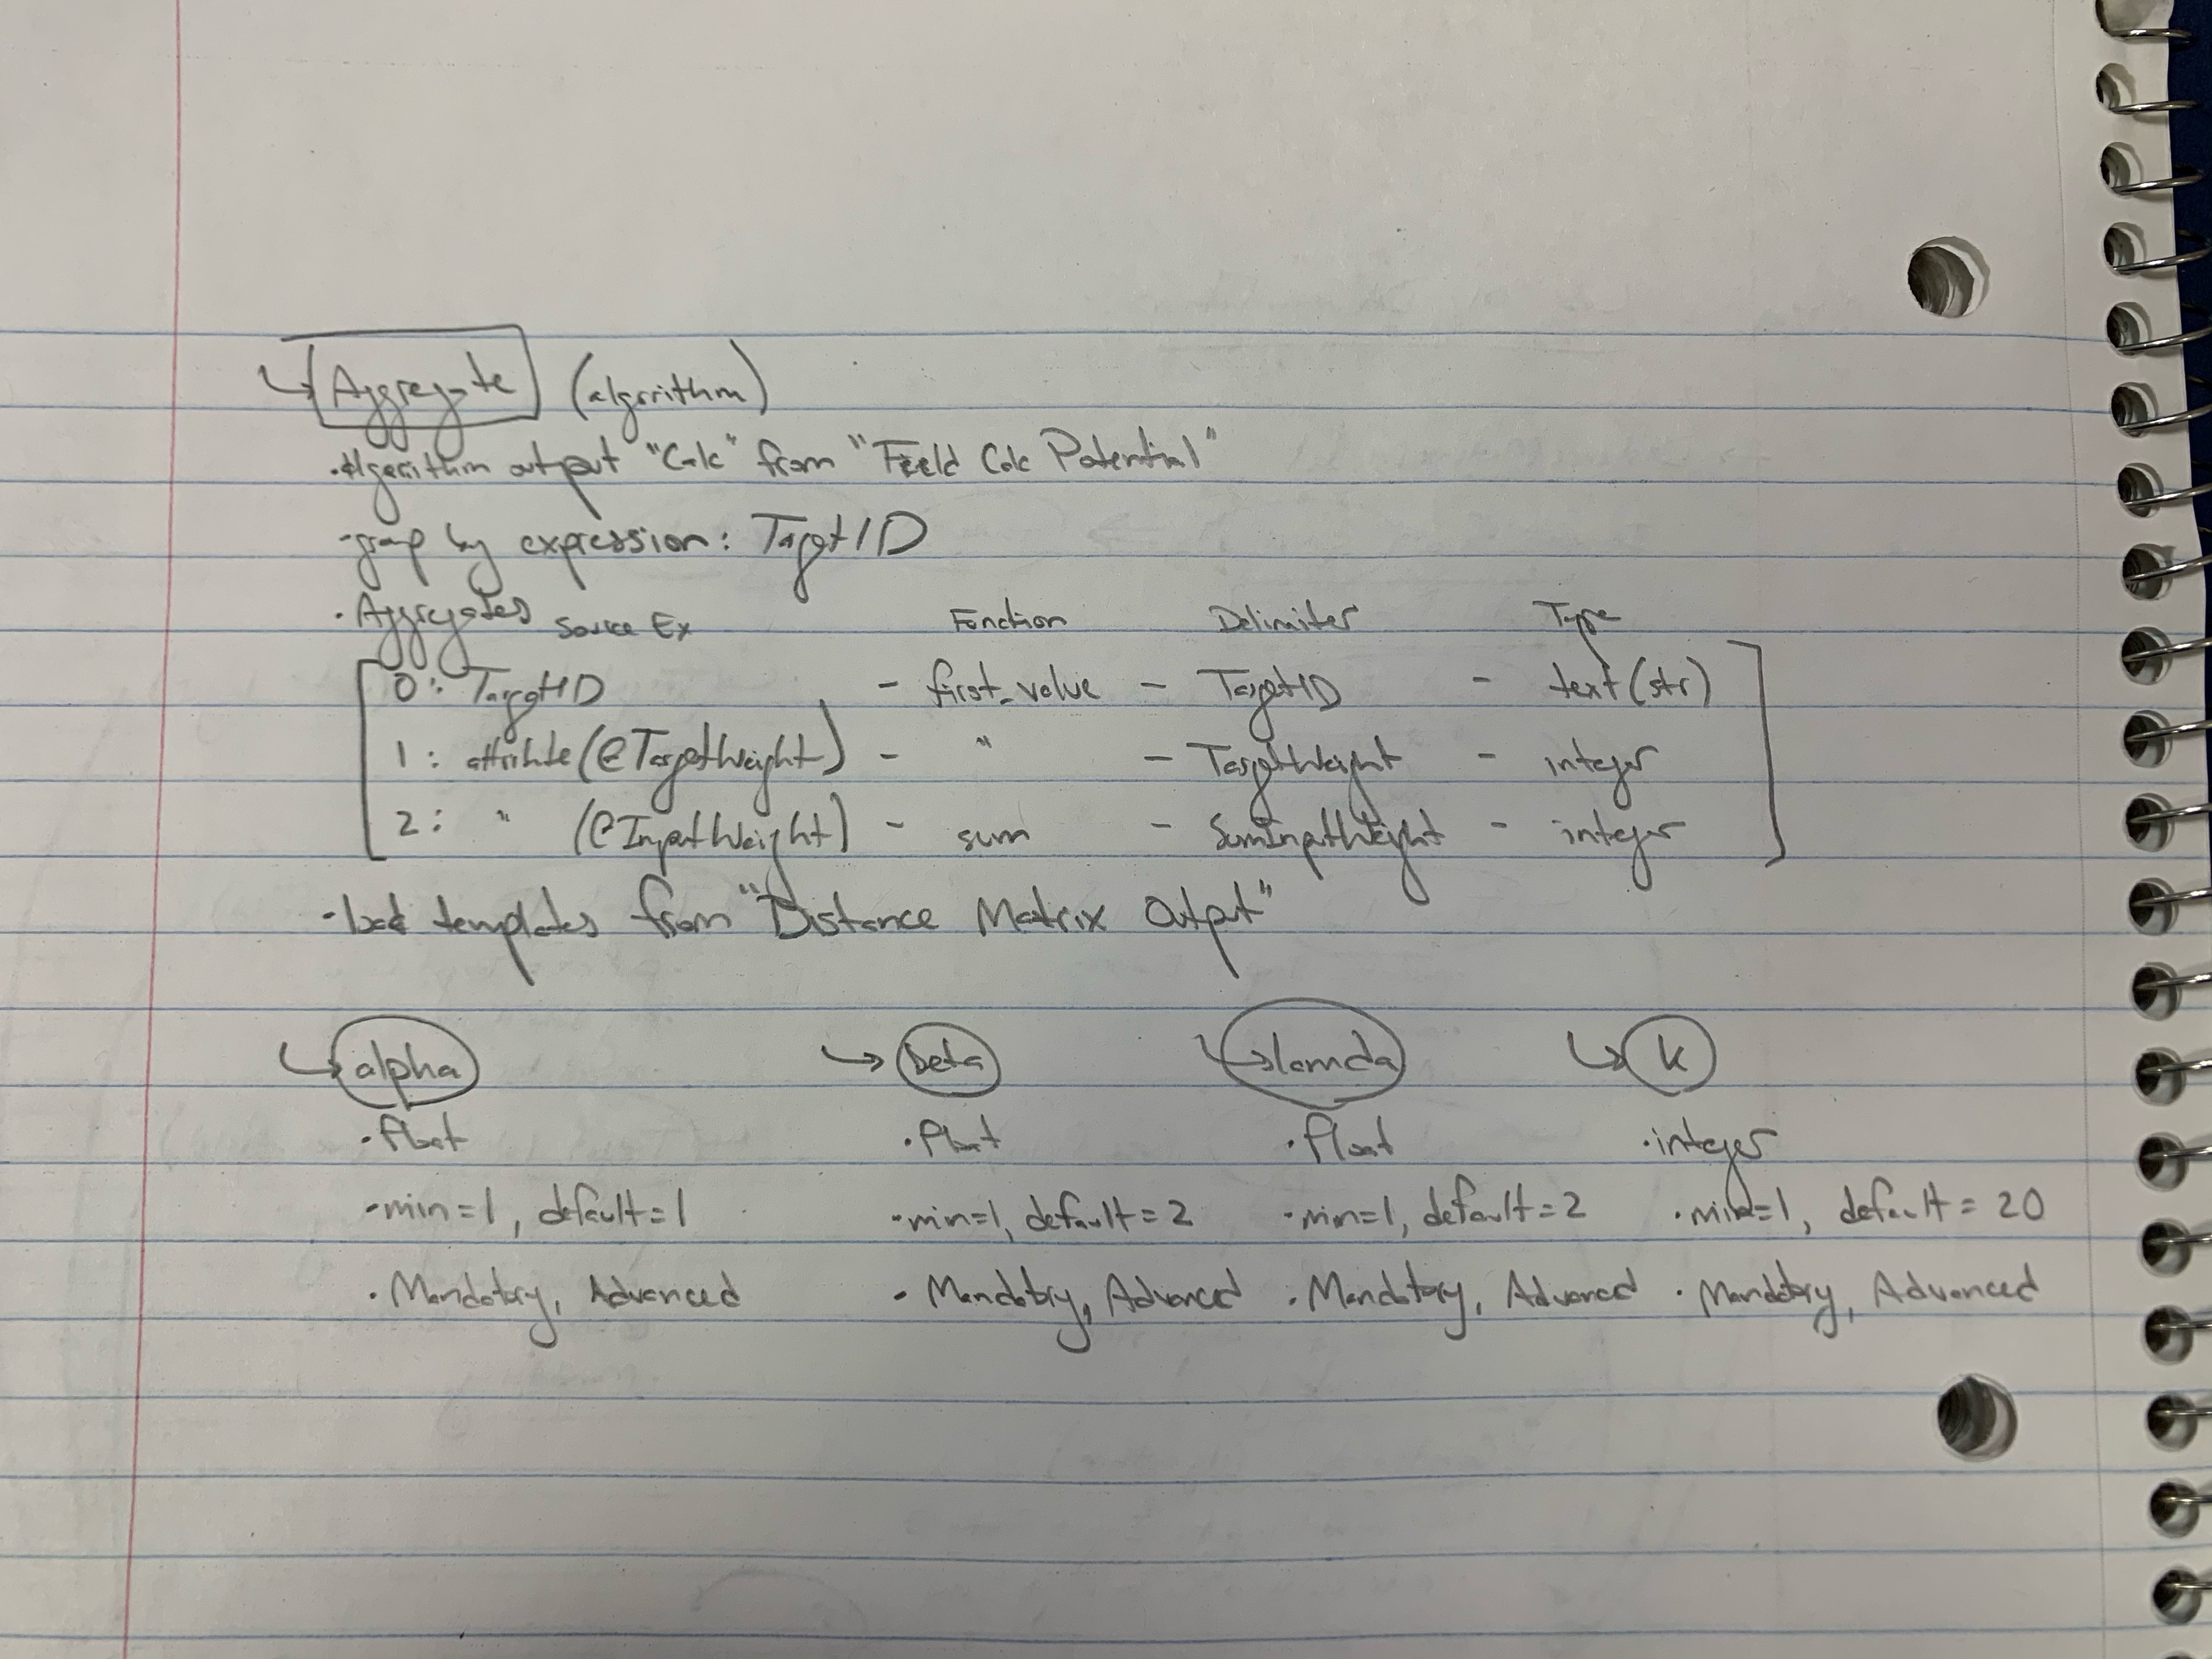 ↳ Aggregate (algorithm)
·Algorithm output "Calc" from "Field Calc Potential"
·group by expression: TargetID
·Aggregates Source Ex Function Delimiter Type
0: TargetID - first_value - TargetID - text(str)
1: attribute(@TargetWeight) - " - TargetWeight - integer
2: " (@InputWeight) - sum - SumInputWeight - integer
·load templates from "Distance Matrix Output"
↳ alpha ↳ beta ↳ lamda ↳ k
·float ·float ·float ·integer
·min=1, default=1 ·min=1, default=2 ·min=1, default=2 ·min=1, default=20
·Mandatory, Advanced ·Mandatory, Advanced ·Mandatory, Advanced ·Mandatory, Advanced